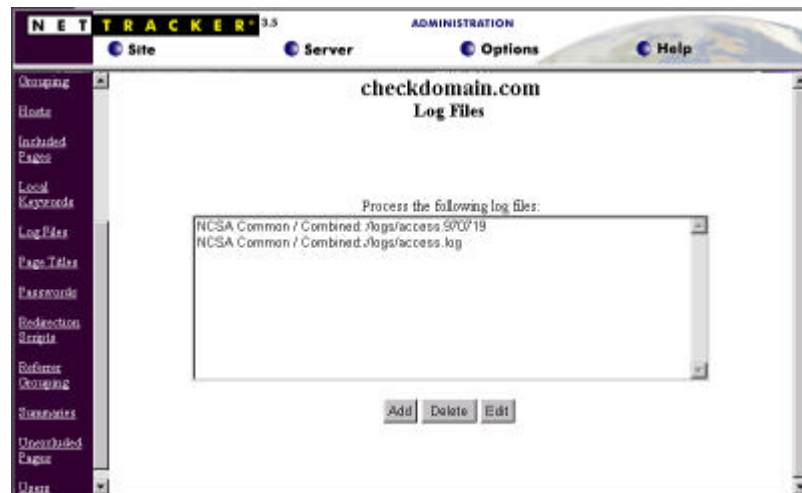 NET TRACKER® 3.5
ADMINISTRATION
Site
Server
Options
Help
Grouping
Hosts
Included
Pages
Local
Keywords
Log Files
Page Titles
Passwords
Redirection
Scripts
Referrer
Grouping
Summaries
Unexcluded
Pages
Users
checkdomain.com
Log Files
Process the following log files:
NCSA Common / Combined:/logs/access.970719
NCSA Common / Combined:/logs/access.log
Add
Delete
Edit